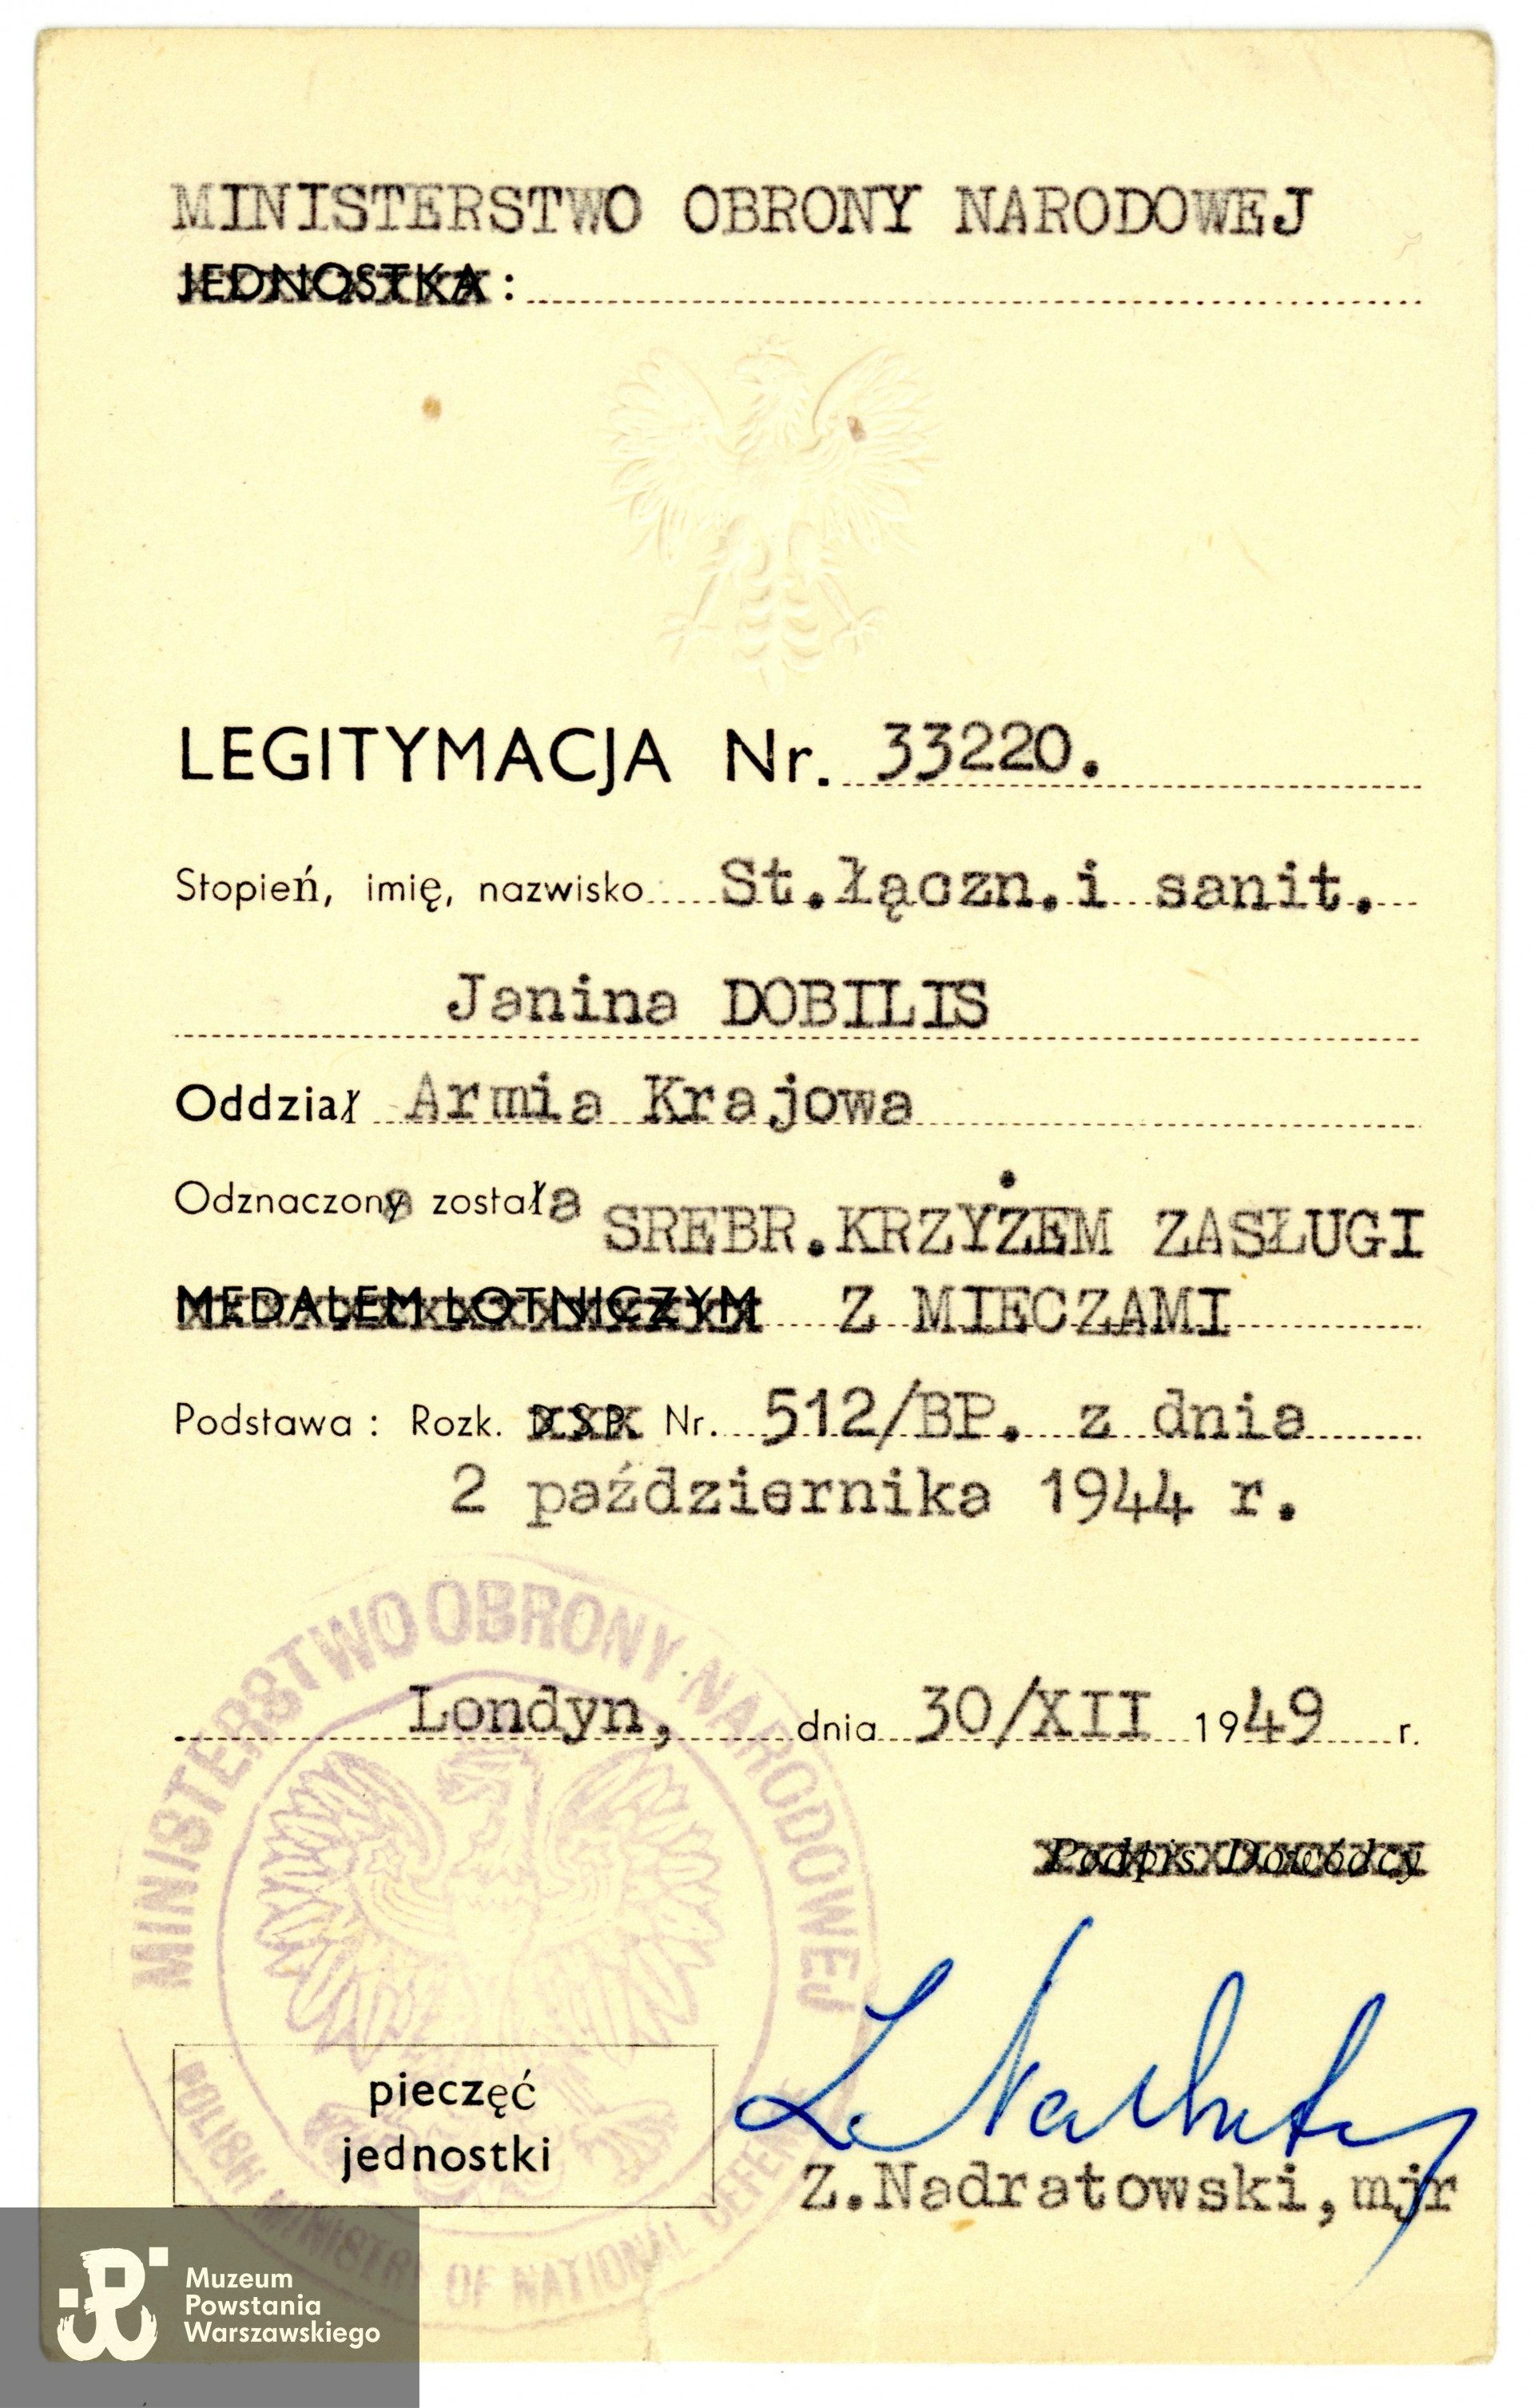 MINISTERSTWO OBRONY NARODOWEJ
JEDNOSTKA:
LEGITYMACJA Nr. 33220.
Stopień, imię, nazwisko St.łączn.i sanit.
Janina DOBILIS
Oddział Armia Krajowa
Odznaczona została SREBR.KRZYŻEM ZASŁUGI
MEDALEM LOTNICZYM Z MIECZAMI
Podstawa: Rozk. D.S.P. Nr. 512/BP. z dnia
2 października 1944 r.
MINISTERSTWO OBRONY NARODOWEJ
Londyn, dnia 30/XII 1949 r.
Podpis Dowódcy
pieczęć
jednostki
Z.Nadratowski, mjr
POLISH MINISTRY OF NATIONAL DEFENCE
Muzeum
Powstania
Warszawskiego